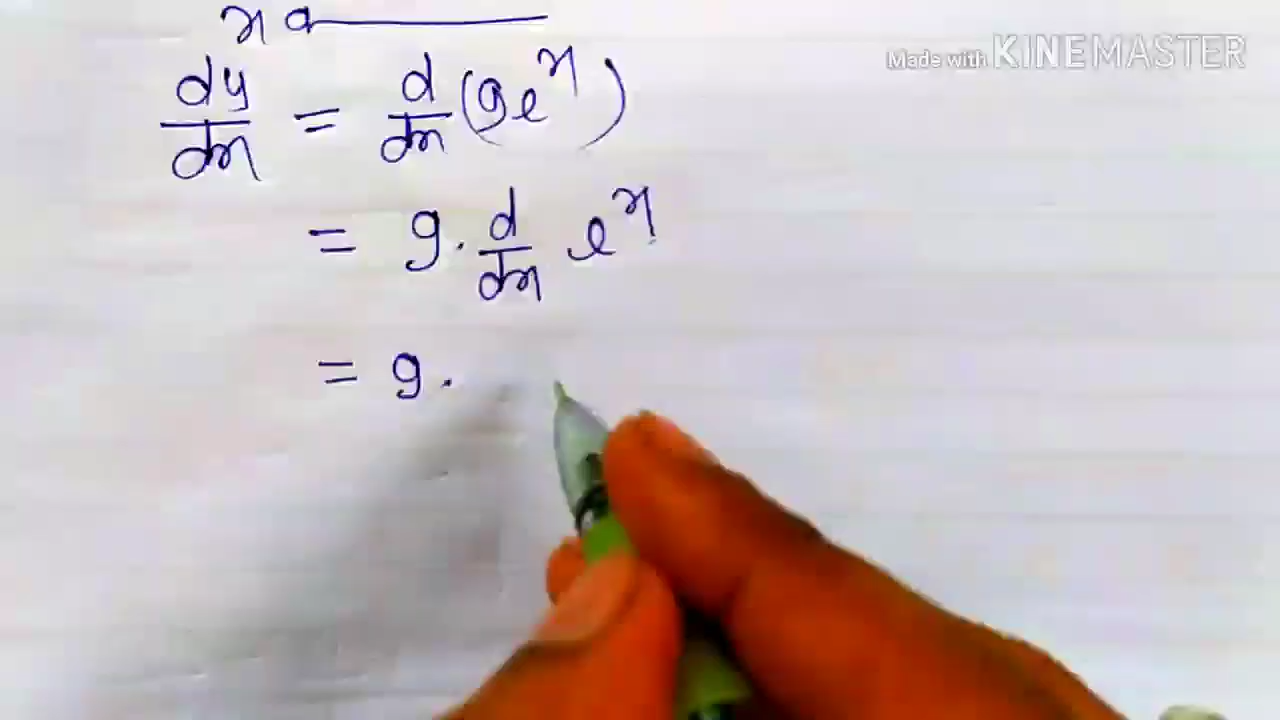 Made with KINEMASTER
dy/dx = d/dx (9e^x)
= 9. d/dx e^x
= 9.